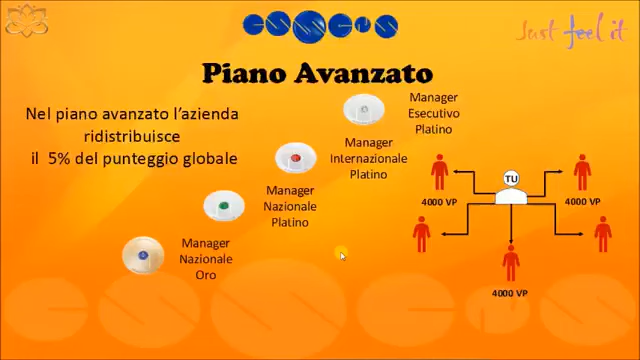 essens
Just feel it
Piano Avanzato
Nel piano avanzato l'azienda
ridistribuisce
il 5% del punteggio globale
Manager
Esecutivo
Platino
Manager
Internazionale
Platino
Manager
Nazionale
Platino
Manager
Nazionale
Oro
TU
4000 VP
4000 VP
4000 VP